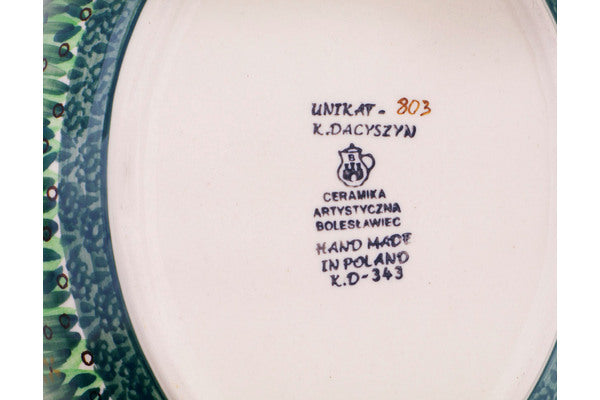 UNIKAT - 803
K. DACYSZYN
B
CERAMIKA
ARTYSTYCZNA
BOLESŁAWIEC
HAND MADE
IN POLAND
K.D-343